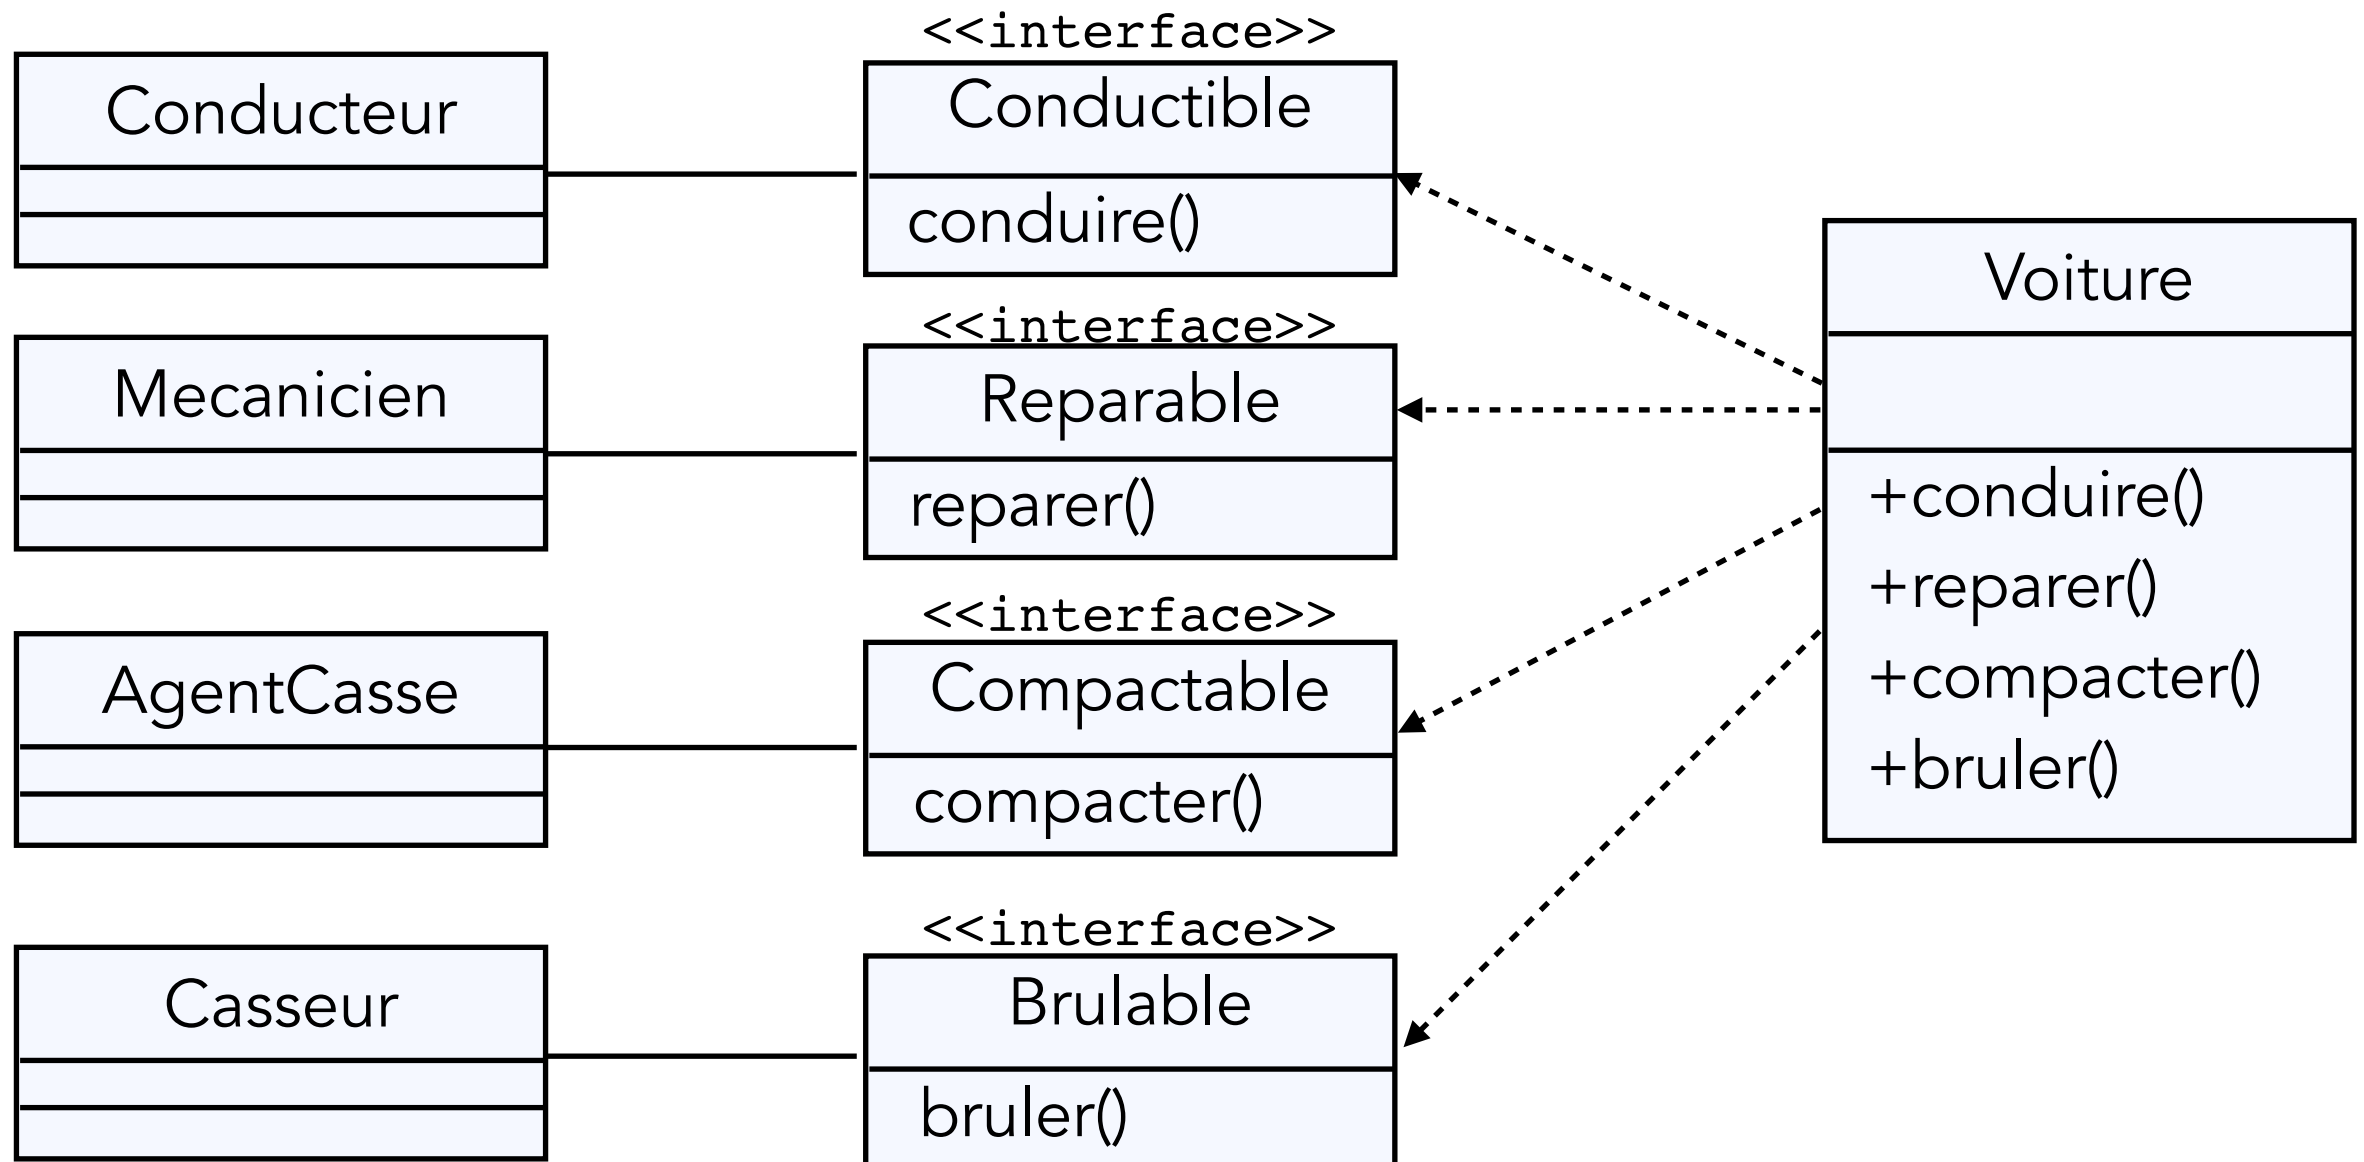 <<interface>>
Conducteur
Conductible
conduire()
<<interface>>
Mecanicien
Reparable
reparer()
<<interface>>
AgentCasse
Compactable
compacter()
<<interface>>
Casseur
Brulable
bruler()
Voiture
+conduire()
+reparer()
+compacter()
+bruler()